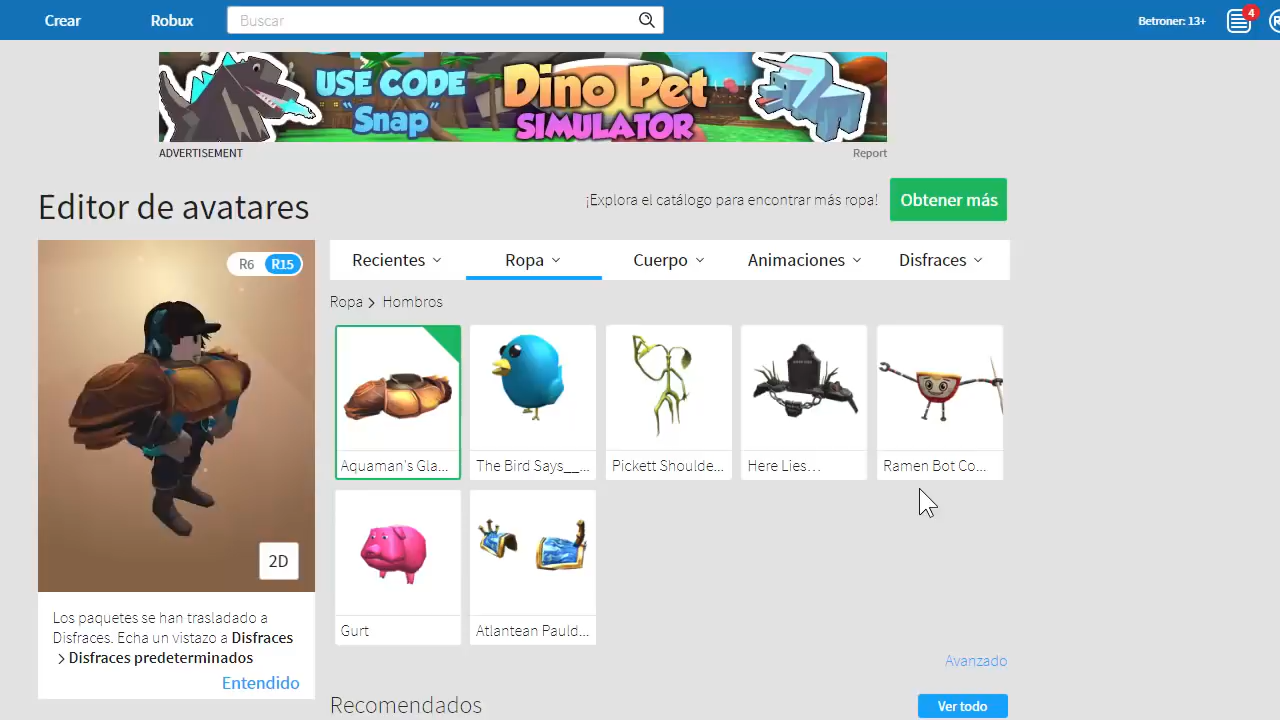 Crear
Robux
Buscar
Betroner: 13+
4
USE CODE
"Snap"
Dino Pet
SIMULATOR
ADVERTISEMENT
Report
Editor de avatares
¡Explora el catálogo para encontrar más ropa!
Obtener más
R6
R15
Recientes
Ropa
Cuerpo
Animaciones
Disfraces
Ropa > Hombros
Aquaman's Gla...
The Bird Says__...
Pickett Shoulde...
Here Lies...
Ramen Bot Co...
2D
Gurt
Atlantean Pauld...
Los paquetes se han trasladado a
Disfraces. Echa un vistazo a Disfraces
> Disfraces predeterminados
Entendido
Avanzado
Recomendados
Ver todo